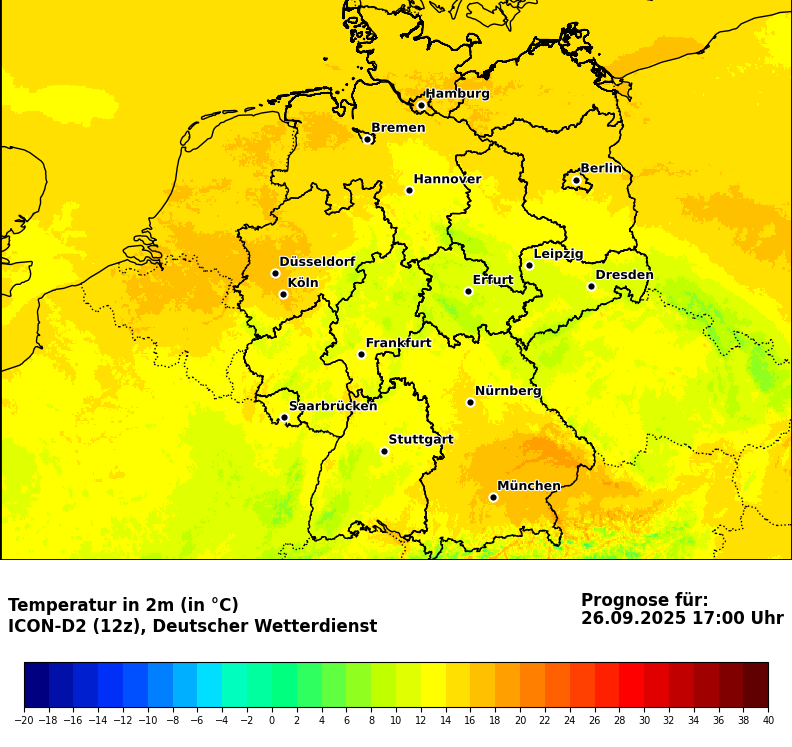 Hamburg
Bremen
Hannover
Berlin
Düsseldorf
Köln
Leipzig
Erfurt
Dresden
Frankfurt
Nürnberg
Saarbrücken
Stuttgart
München
Temperatur in 2m (in °C)
ICON-D2 (12z), Deutscher Wetterdienst
Prognose für:
26.09.2025 17:00 Uhr
−20 −18 −16 −14 −12 −10 −8 −6 −4 −2 0 2 4 6 8 10 12 14 16 18 20 22 24 26 28 30 32 34 36 38 40